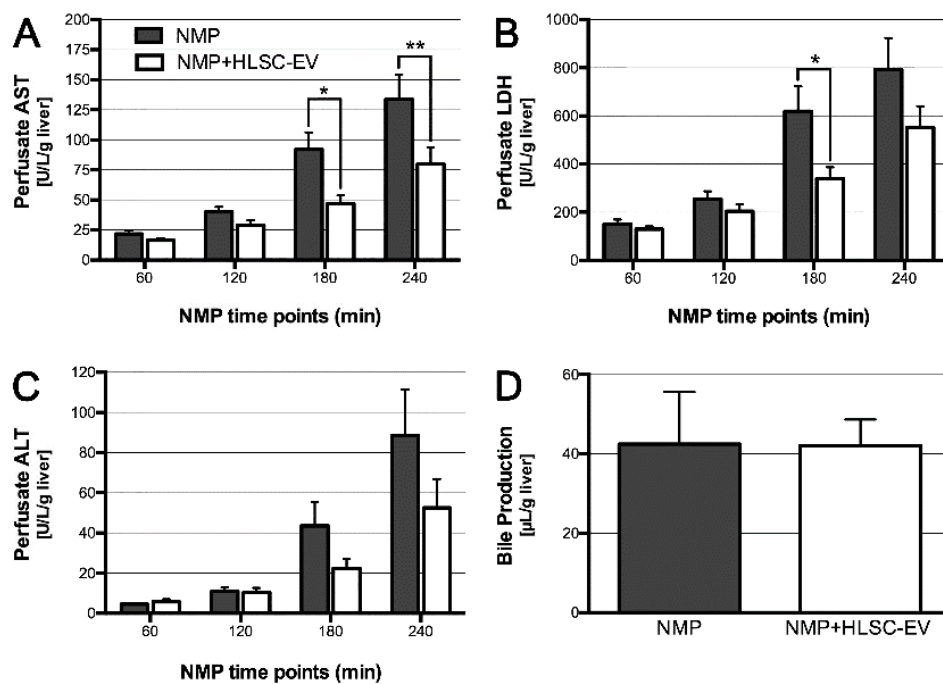 A
NMP
NMP+HLSC-EV
Perfusate AST
[U/L/g liver]
200
175
150
125
100
75
50
25
0
*
**
60 120 180 240
NMP time points (min)
B
Perfusate LDH
[U/L/g liver]
1000
800
600
400
200
0
*
60 120 180 240
NMP time points (min)
C
Perfusate ALT
[U/L/g liver]
120
100
80
60
40
20
0
60 120 180 240
NMP time points (min)
D
Bile Production
[µL/g liver]
60
40
20
0
NMP NMP+HLSC-EV